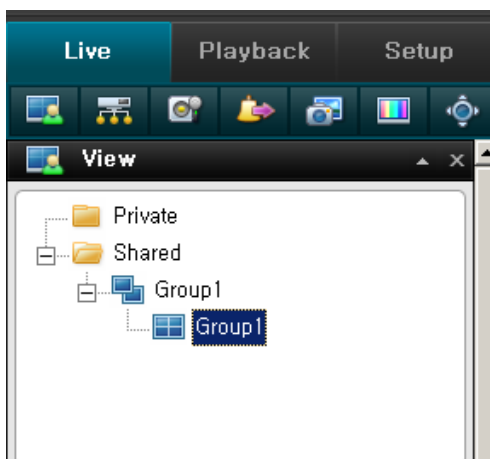 Live Playback Setup
View
Private
Shared
Group1
Group1